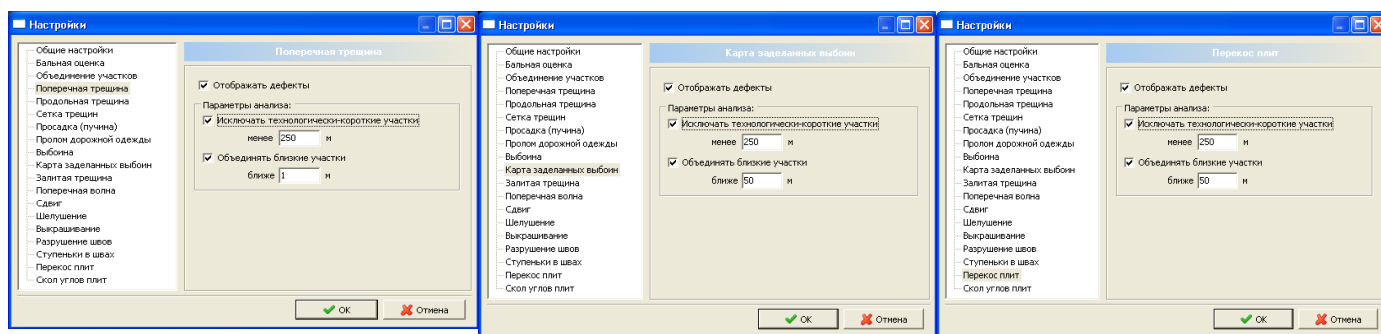 Настройки
Общие настройки
Бальная оценка
Объединение участков
Поперечная трещина
Продольная трещина
Сетка трещин
Просадка (пучина)
Пролом дорожной одежды
Выбоина
Карта заделанных выбоин
Залитая трещина
Поперечная волна
Сдвиг
Шелушение
Выкрашивание
Разрушение швов
Ступеньки в швах
Перекос плит
Скол углов плит
Поперечная трещина
Отображать дефекты
Параметры анализа:
Исключать технологически-короткие участки
менее 250 м
Объединять близкие участки
ближе 1 м
ОК
Отмена
Настройки
Общие настройки
Бальная оценка
Объединение участков
Поперечная трещина
Продольная трещина
Сетка трещин
Просадка (пучина)
Пролом дорожной одежды
Выбоина
Карта заделанных выбоин
Залитая трещина
Поперечная волна
Сдвиг
Шелушение
Выкрашивание
Разрушение швов
Ступеньки в швах
Перекос плит
Скол углов плит
Карта заделанных выбоин
Отображать дефекты
Параметры анализа:
Исключать технологически-короткие участки
менее 250 м
Объединять близкие участки
ближе 50 м
ОК
Отмена
Настройки
Общие настройки
Бальная оценка
Объединение участков
Поперечная трещина
Продольная трещина
Сетка трещин
Просадка (пучина)
Пролом дорожной одежды
Выбоина
Карта заделанных выбоин
Залитая трещина
Поперечная волна
Сдвиг
Шелушение
Выкрашивание
Разрушение швов
Ступеньки в швах
Перекос плит
Скол углов плит
Перекос плит
Отображать дефекты
Параметры анализа:
Исключать технологически-короткие участки
менее 250 м
Объединять близкие участки
ближе 50 м
ОК
Отмена